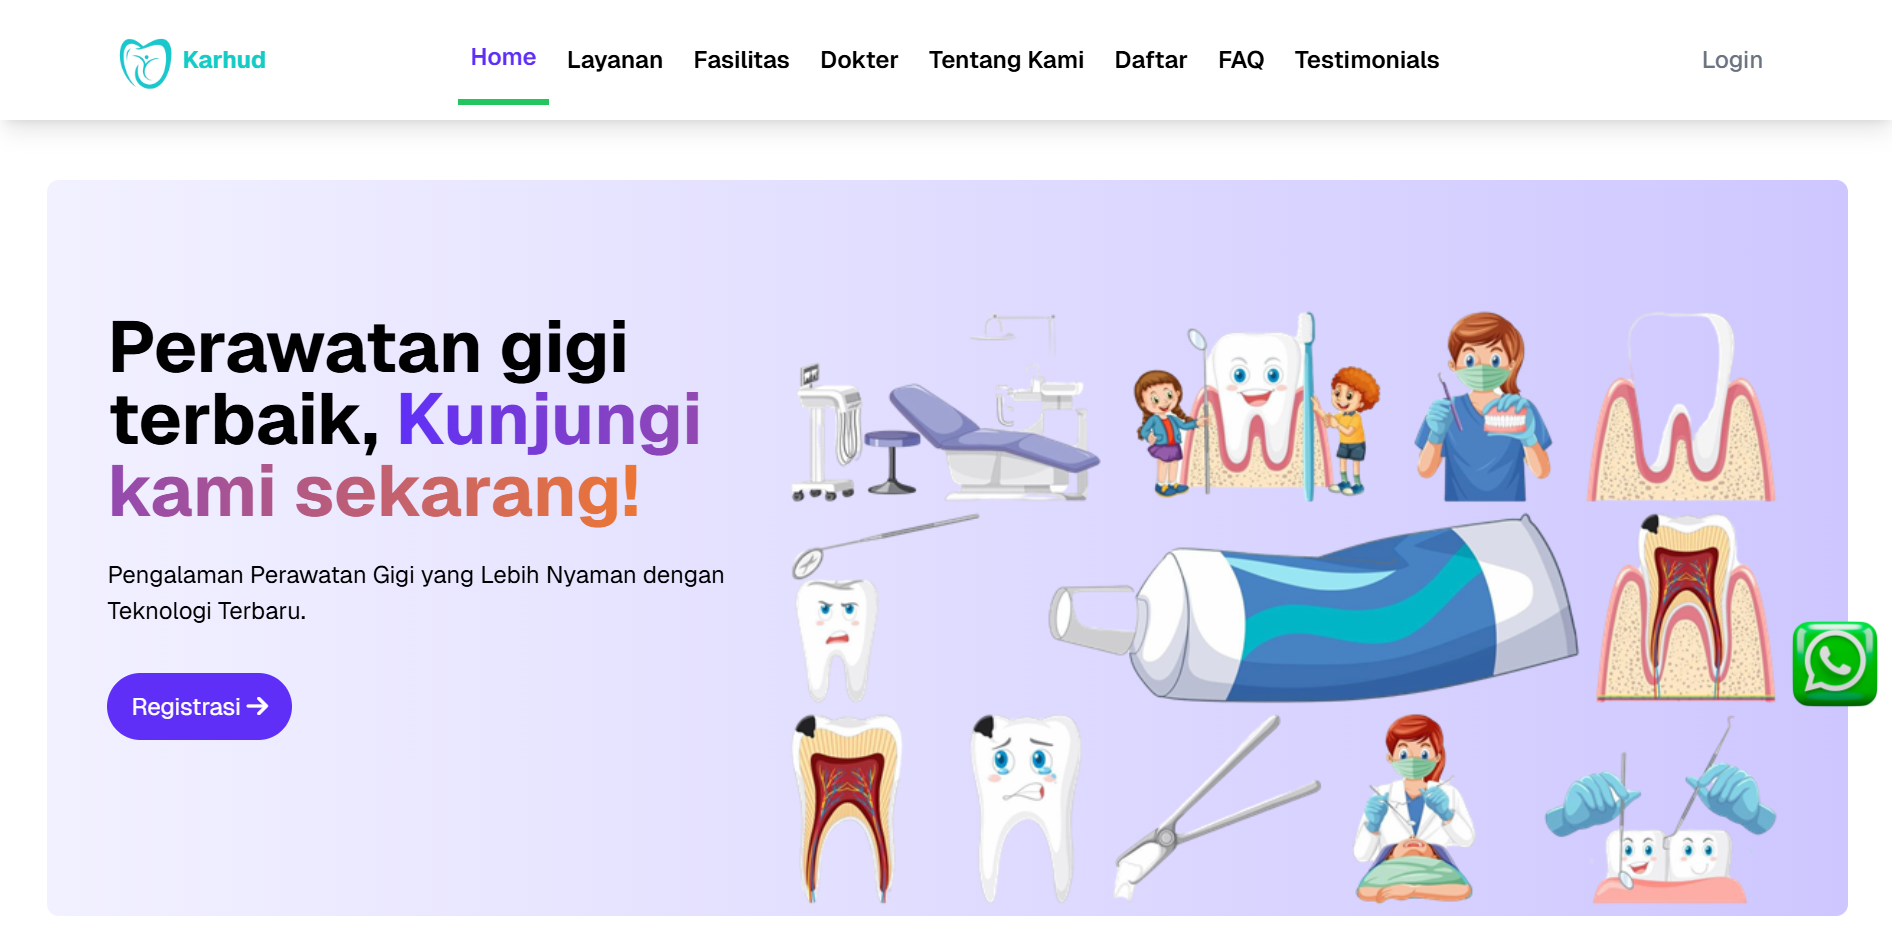 Karhud
Home Layanan Fasilitas Dokter Tentang Kami Daftar FAQ Testimonials
Login
Perawatan gigi
terbaik, Kunjungi
kami sekarang!
Pengalaman Perawatan Gigi yang Lebih Nyaman dengan
Teknologi Terbaru.
Registrasi